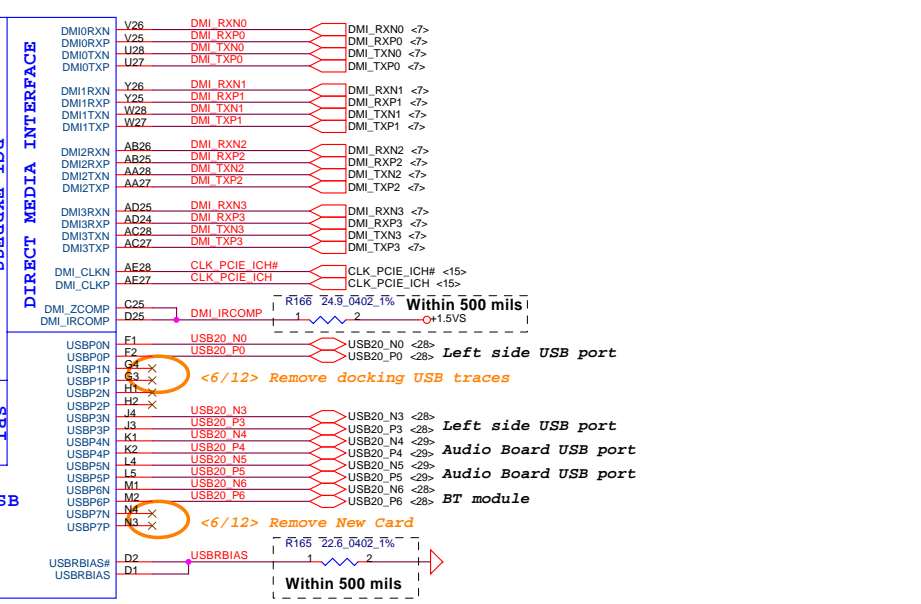 DIRECT MEDIA INTERFACE
DMI0RXN V26 DMI_RXN0 DMI_RXN0 <7>
DMI0RXP V25 DMI_RXP0 DMI_RXP0 <7>
DMI0TXN U28 DMI_TXN0 DMI_TXN0 <7>
DMI0TXP U27 DMI_TXP0 DMI_TXP0 <7>
DMI1RXN Y26 DMI_RXN1 DMI_RXN1 <7>
DMI1RXP Y25 DMI_RXP1 DMI_RXP1 <7>
DMI1TXN W28 DMI_TXN1 DMI_TXN1 <7>
DMI1TXP W27 DMI_TXP1 DMI_TXP1 <7>
DMI2RXN AB26 DMI_RXN2 DMI_RXN2 <7>
DMI2RXP AB25 DMI_RXP2 DMI_RXP2 <7>
DMI2TXN AA28 DMI_TXN2 DMI_TXN2 <7>
DMI2TXP AA27 DMI_TXP2 DMI_TXP2 <7>
DMI3RXN AD25 DMI_RXN3 DMI_RXN3 <7>
DMI3RXP AD24 DMI_RXP3 DMI_RXP3 <7>
DMI3TXN AC28 DMI_TXN3 DMI_TXN3 <7>
DMI3TXP AC27 DMI_TXP3 DMI_TXP3 <7>
DMI_CLKN AE28 CLK_PCIE_ICH# CLK_PCIE_ICH# <15>
DMI_CLKP AE27 CLK_PCIE_ICH CLK_PCIE_ICH <15>
R166 24.9_0402_1% Within 500 mils
DMI_ZCOMP C25
DMI_IRCOMP D25 DMI_IRCOMP 1 2 +1.5VS
USBP0N F1 USB20_N0 USB20_N0 <28>
USBP0P F2 USB20_P0 USB20_P0 <28> Left side USB port
USBP1N G4
USBP1P G3 <6/12> Remove docking USB traces
USBP2N H1
USBP2P H2
USBP3N J4 USB20_N3 USB20_N3 <28>
USBP3P J3 USB20_P3 USB20_P3 <28> Left side USB port
USBP4N K1 USB20_N4 USB20_N4 <29>
USBP4P K2 USB20_P4 USB20_P4 <29> Audio Board USB port
USBP5N L4 USB20_N5 USB20_N5 <29>
USBP5P L5 USB20_P5 USB20_P5 <29> Audio Board USB port
USBP6N M1 USB20_N6 USB20_N6 <28>
USBP6P M2 USB20_P6 USB20_P6 <28> BT module
USBP7N N4
USBP7P N3 <6/12> Remove New Card
R165 22.6_0402_1%
USBRBIAS# D2 USBRBIAS 1 2
USBRBIAS D1
Within 500 mils